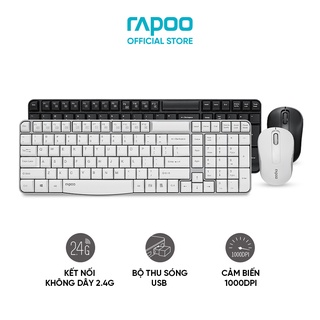 rapoo
OFFICIAL STORE
rapoo
2.4G
1000DPI
KẾT NỐI
KHÔNG DÂY 2.4G
BỘ THU SÓNG
USB
CẢM BIẾN
1000DPI